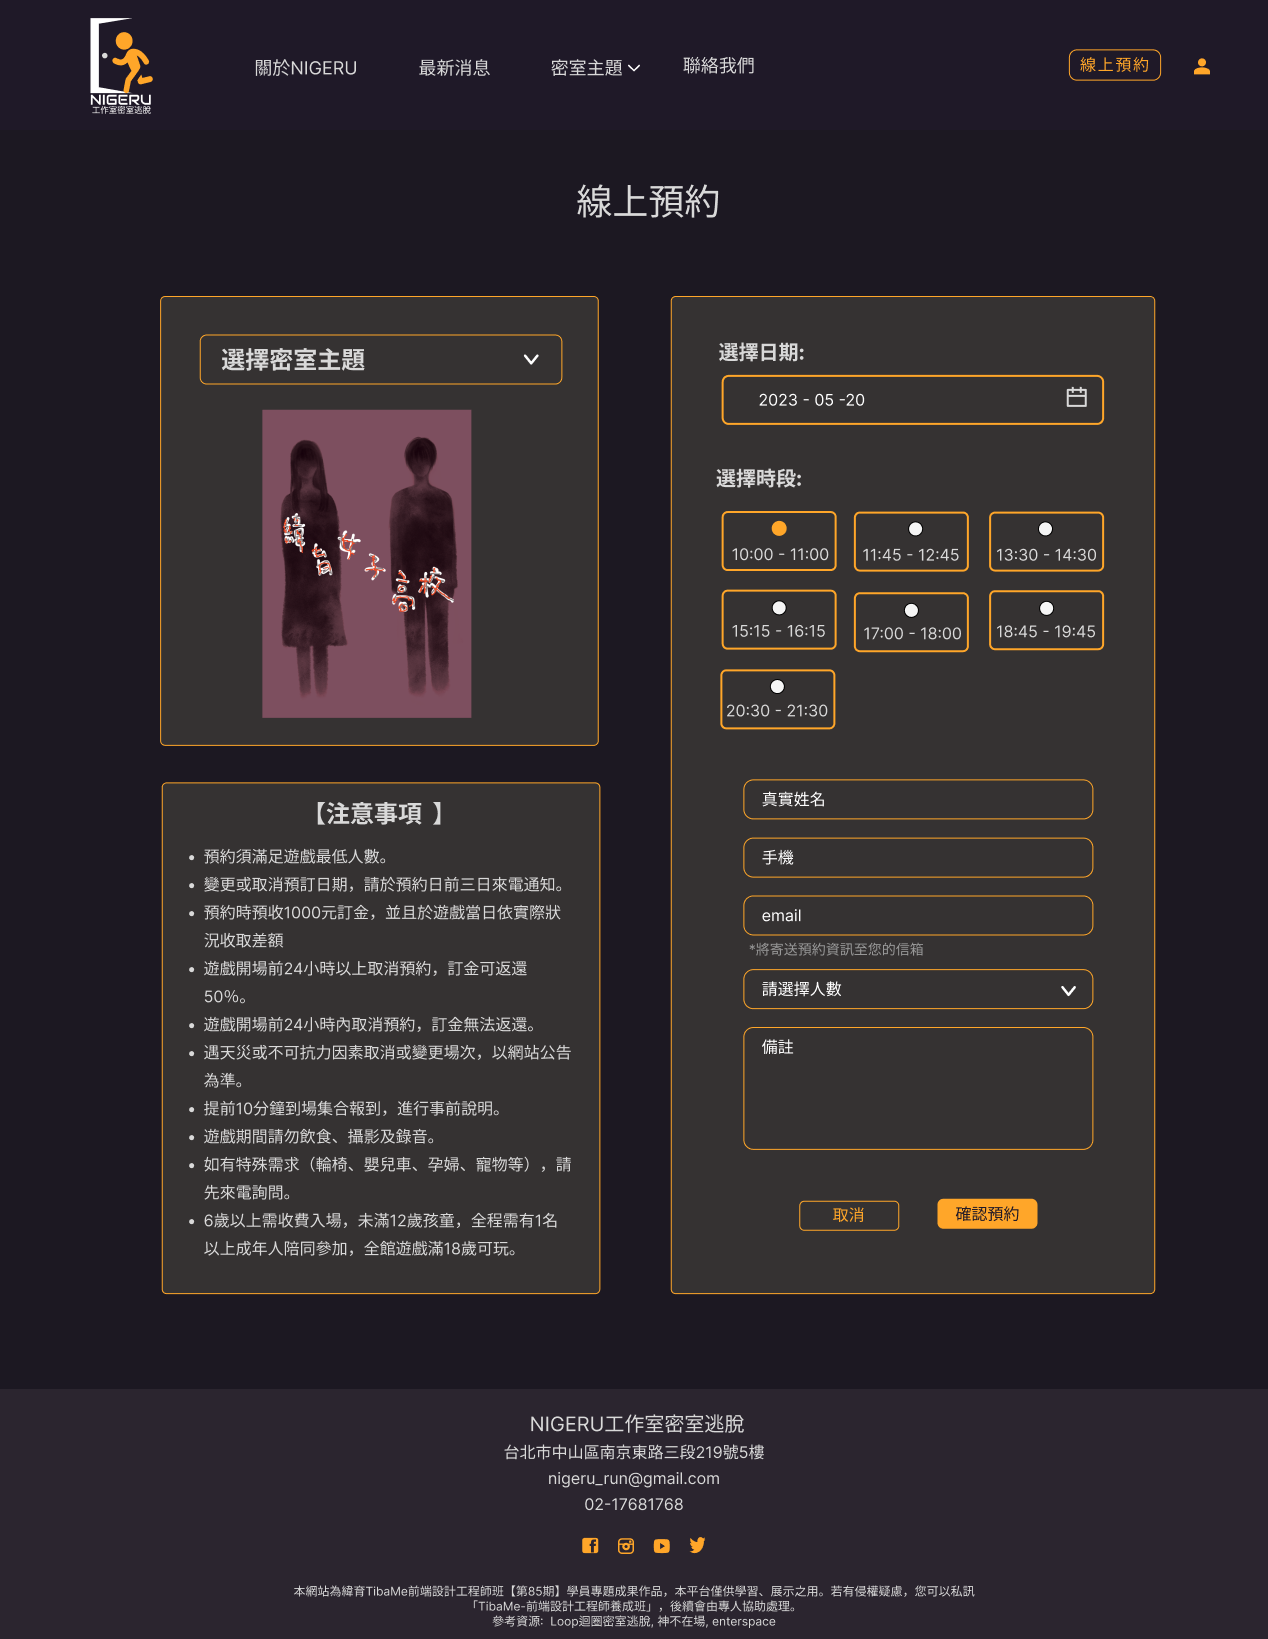 NIGERU
工作室密室逃脫
關於NIGERU
最新消息
密室主題
聯絡我們
線上預約
線上預約
選擇密室主題
緯育女子高校
【注意事項 】
預約須滿足遊戲最低人數。
變更或取消預訂日期，請於預約日前三日來電通知。
預約時預收1000元訂金，並且於遊戲當日依實際狀
況收取差額
遊戲開場前24小時以上取消預約，訂金可返還
50%。
遊戲開場前24小時內取消預約，訂金無法返還。
遇天災或不可抗力因素取消或變更場次，以網站公告
為準。
提前10分鐘到場集合報到，進行事前說明。
遊戲期間請勿飲食、攝影及錄音。
如有特殊需求（輪椅、嬰兒車、孕婦、寵物等），請
先來電詢問。
6歲以上需收費入場，未滿12歲孩童，全程需有1名
以上成年人陪同參加，全館遊戲滿18歲可玩。
選擇日期:
2023 - 05 -20
選擇時段:
10:00 - 11:00
11:45 - 12:45
13:30 - 14:30
15:15 - 16:15
17:00 - 18:00
18:45 - 19:45
20:30 - 21:30
真實姓名
手機
email
*將寄送預約資訊至您的信箱
請選擇人數
備註
取消
確認預約
NIGERU工作室密室逃脫
台北市中山區南京東路三段219號5樓
nigeru_run@gmail.com
02-17681768
本網站為緯育TibaMe前端設計工程師班【第85期】學員專題成果作品，本平台僅供學習、展示之用。若有侵權疑慮，您可以私訊
「TibaMe-前端設計工程師養成班」，後續會由專人協助處理。
參考資源: Loop迴圈密室逃脫, 神不在場, enterspace